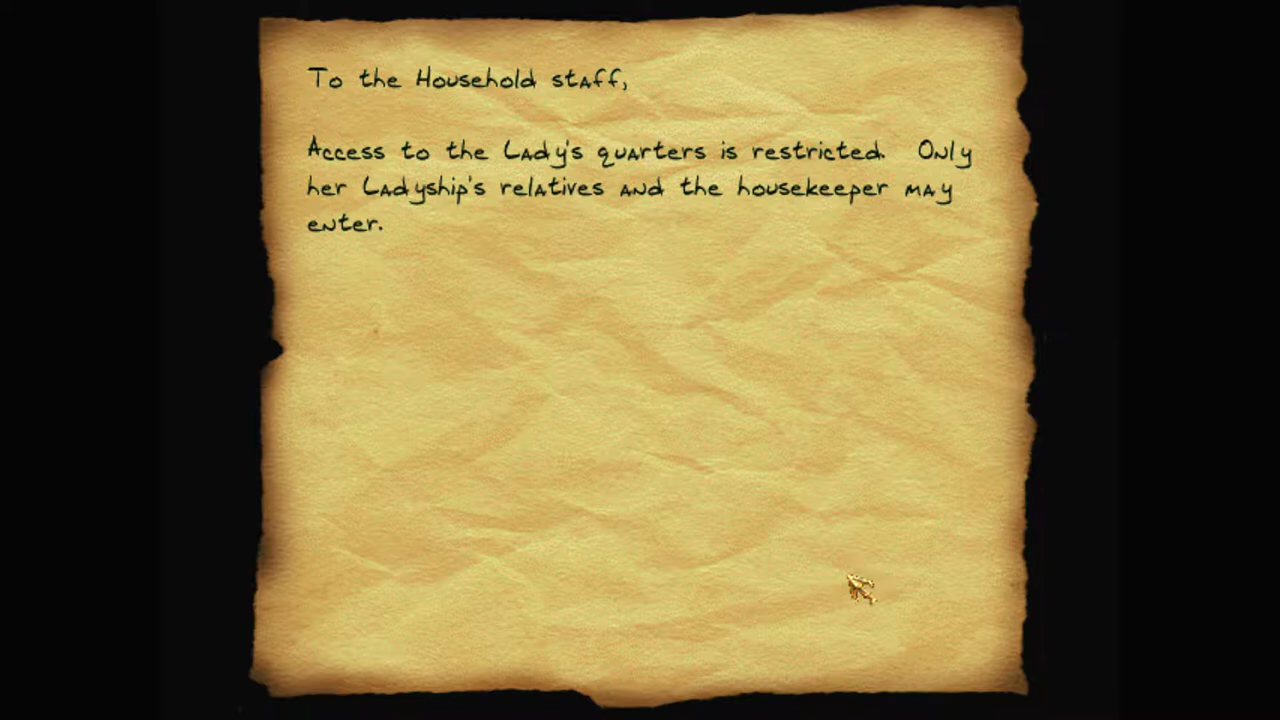 To the Household staff,
Access to the Lady's quarters is restricted. Only
her Ladyship's relatives and the housekeeper may
enter.